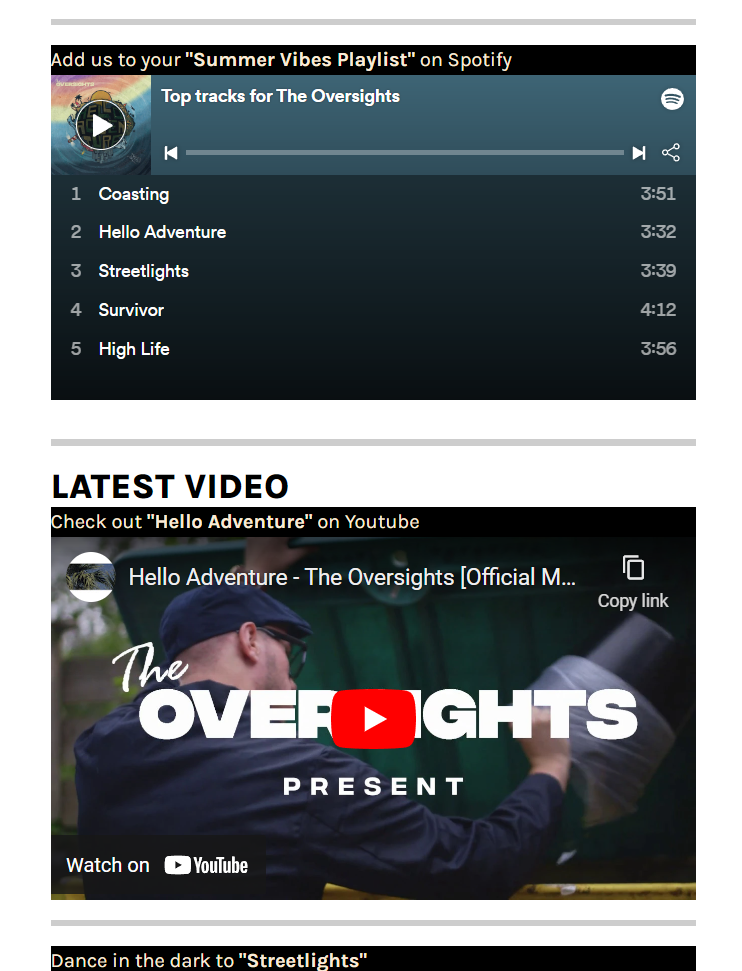 Add us to your "Summer Vibes Playlist" on Spotify
Top tracks for The Oversights
1 Coasting 3:51
2 Hello Adventure 3:32
3 Streetlights 3:39
4 Survivor 4:12
5 High Life 3:56
LATEST VIDEO
Check out "Hello Adventure" on Youtube
Hello Adventure - The Oversights [Official M...
Copy link
The
OVERSIGHTS
PRESENT
Watch on YouTube
Dance in the dark to "Streetlights"